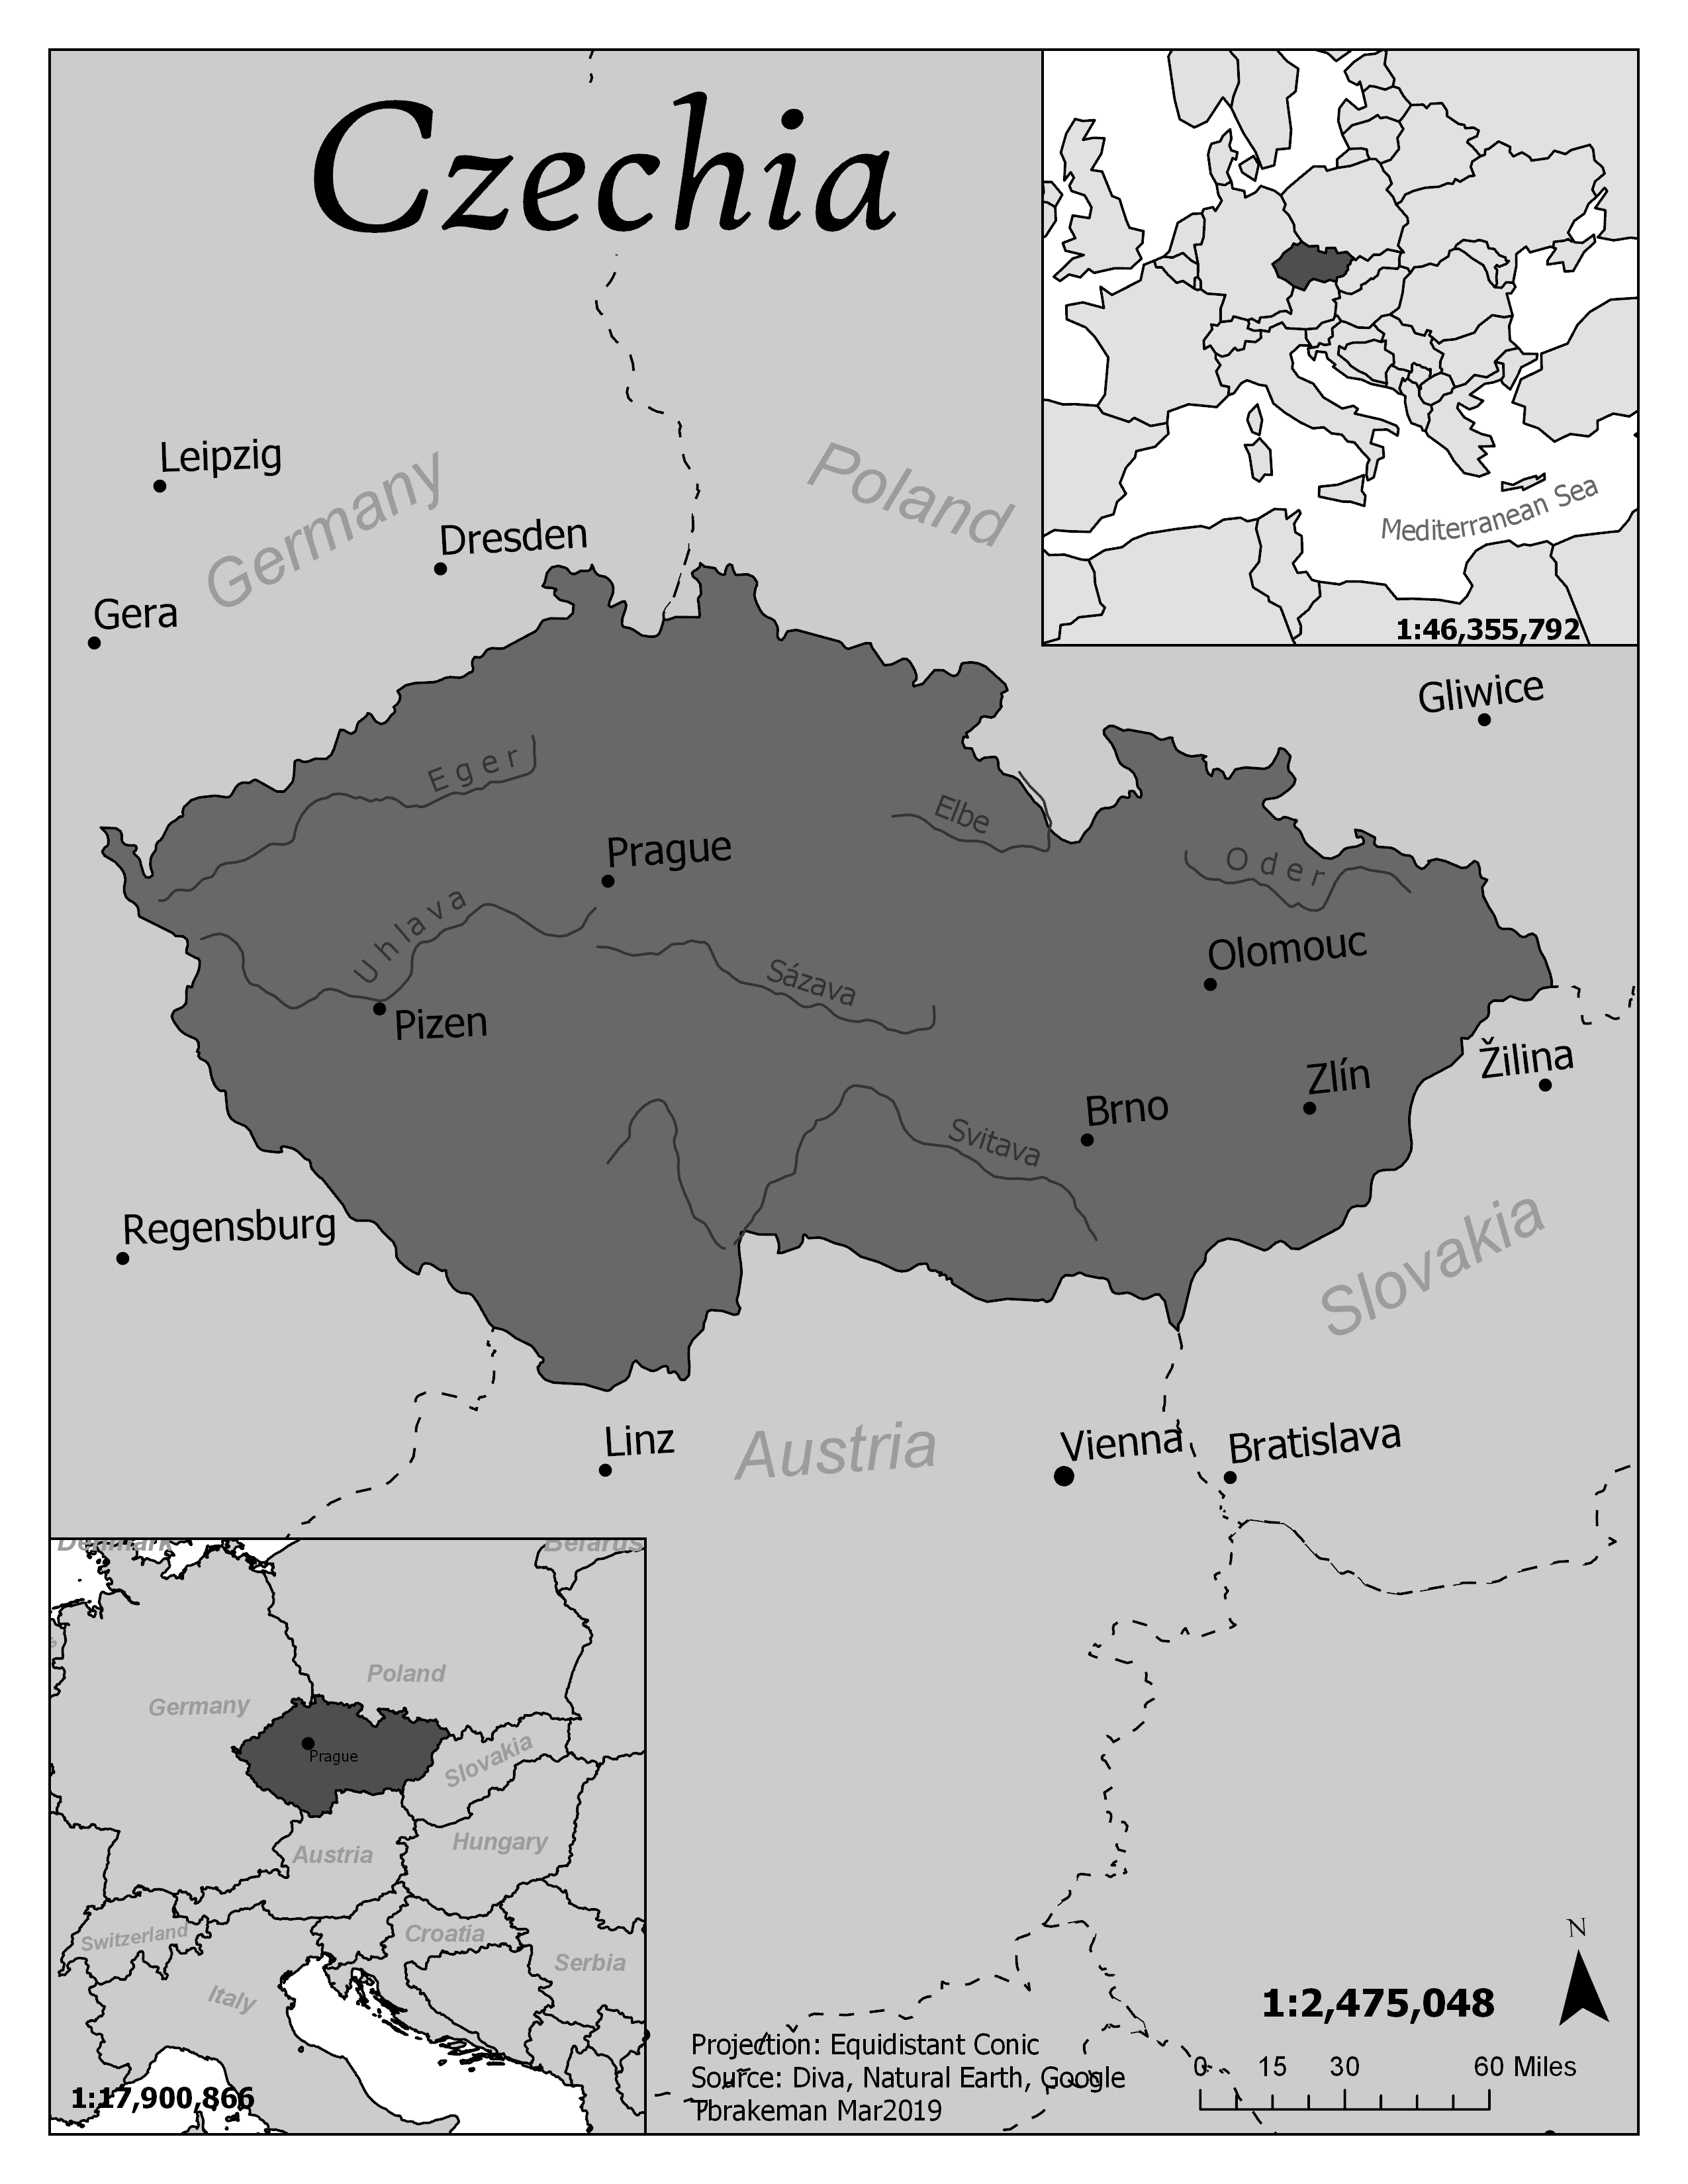 Czechia
Mediterranean Sea
1:46,355,792
Leipzig
Germany
Poland
Dresden
Gera
Gliwice
Eger
Elbe
Prague
Oder
Uhlava
Olomouc
Sázava
Pizen
Žilina
Zlín
Brno
Svitava
Regensburg
Slovakia
Linz
Austria
Vienna
Bratislava
Denmark
Belarus
Poland
Germany
Prague
Slovakia
Hungary
Austria
Switzerland
Croatia
Serbia
Italy
1:17,900,866
N
1:2,475,048
Projection: Equidistant Conic
Source: Diva, Natural Earth, Google
Tbrakeman Mar2019
0 15 30 60 Miles